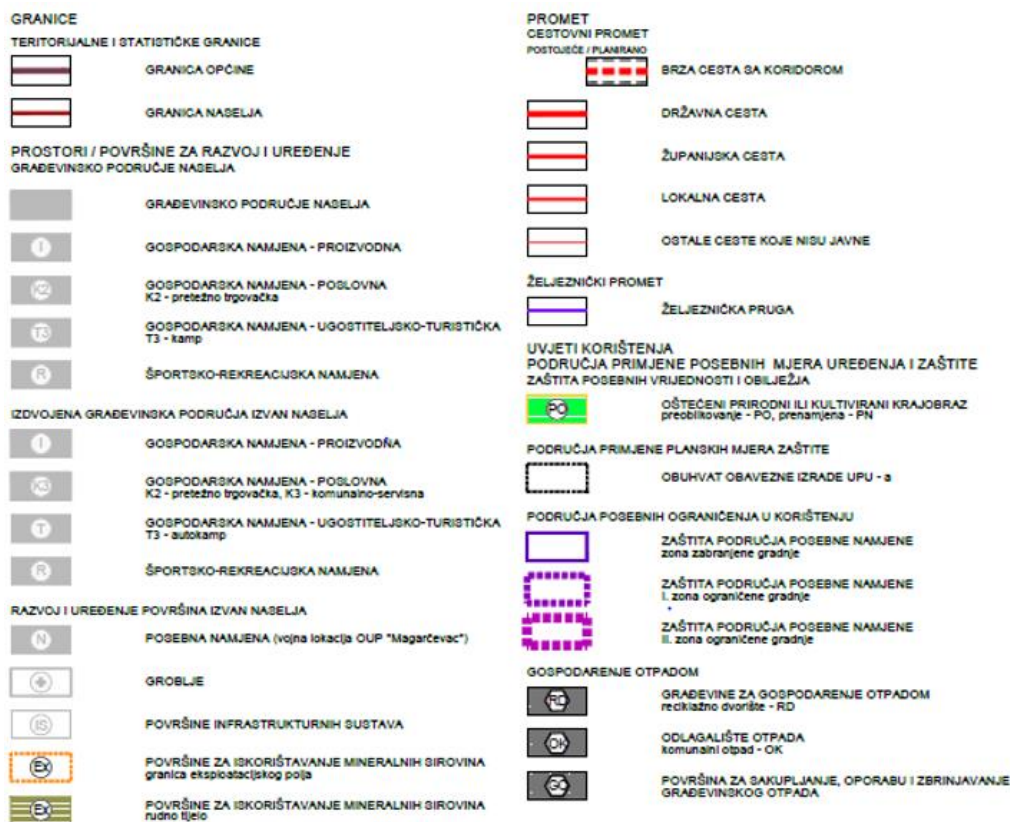 GRANICE
TERITORIJALNE I STATISTIČKE GRANICE
GRANICA OPĆINE
GRANICA NASELJA
PROSTORI / POVRŠINE ZA RAZVOJ I UREĐENJE
GRAĐEVINSKO PODRUČJE NASELJA
GRAĐEVINSKO PODRUČJE NASELJA
I
GOSPODARSKA NAMJENA - PROIZVODNA
K2
GOSPODARSKA NAMJENA - POSLOVNA
K2 - pretežno trgovačka
T3
GOSPODARSKA NAMJENA - UGOSTITELJSKO-TURISTIČKA
T3 - kamp
R
ŠPORTSKO-REKREACIJSKA NAMJENA
IZDVOJENA GRAĐEVINSKA PODRUČJA IZVAN NASELJA
I
GOSPODARSKA NAMJENA - PROIZVODNA
K3
GOSPODARSKA NAMJENA - POSLOVNA
K2 - pretežno trgovačka, K3 - komunalno-servisna
T
GOSPODARSKA NAMJENA - UGOSTITELJSKO-TURISTIČKA
T3 - autokamp
R
ŠPORTSKO-REKREACIJSKA NAMJENA
RAZVOJ I UREĐENJE POVRŠINA IZVAN NASELJA
N
POSEBNA NAMJENA (vojna lokacija OUP "Magarčevac")
GROBLJE
IS
POVRŠINE INFRASTRUKTURNIH SUSTAVA
Ex
POVRŠINE ZA ISKORIŠTAVANJE MINERALNIH SIROVINA
granica eksploatacijskog polja
Ex
POVRŠINE ZA ISKORIŠTAVANJE MINERALNIH SIROVINA
rudno tijelo
PROMET
CESTOVNI PROMET
POSTOJEĆE / PLANIRANO
BRZA CESTA SA KORIDOROM
DRŽAVNA CESTA
ŽUPANIJSKA CESTA
LOKALNA CESTA
OSTALE CESTE KOJE NISU JAVNE
ŽELJEZNIČKI PROMET
ŽELJEZNIČKA PRUGA
UVJETI KORIŠTENJA
PODRUČJA PRIMJENE POSEBNIH MJERA UREĐENJA I ZAŠTITE
ZAŠTITA POSEBNIH VRIJEDNOSTI I OBILJEŽJA
PO
OŠTEĆENI PRIRODNI ILI KULTIVIRANI KRAJOBRAZ
preoblikovanje - PO, prenamjena - PN
PODRUČJA PRIMJENE PLANSKIH MJERA ZAŠTITE
OBUHVAT OBAVEZNE IZRADE UPU - a
PODRUČJA POSEBNIH OGRANIČENJA U KORIŠTENJU
ZAŠTITA PODRUČJA POSEBNE NAMJENE
zona zabranjene gradnje
ZAŠTITA PODRUČJA POSEBNE NAMJENE
I. zona ograničene gradnje
ZAŠTITA PODRUČJA POSEBNE NAMJENE
II. zona ograničene gradnje
GOSPODARENJE OTPADOM
RD
GRAĐEVINE ZA GOSPODARENJE OTPADOM
reciklažno dvorište - RD
OK
ODLAGALIŠTE OTPADA
komunalni otpad - OK
GO
POVRŠINA ZA SAKUPLJANJE, OPORABU I ZBRINJAVANJE
GRAĐEVINSKOG OTPADA